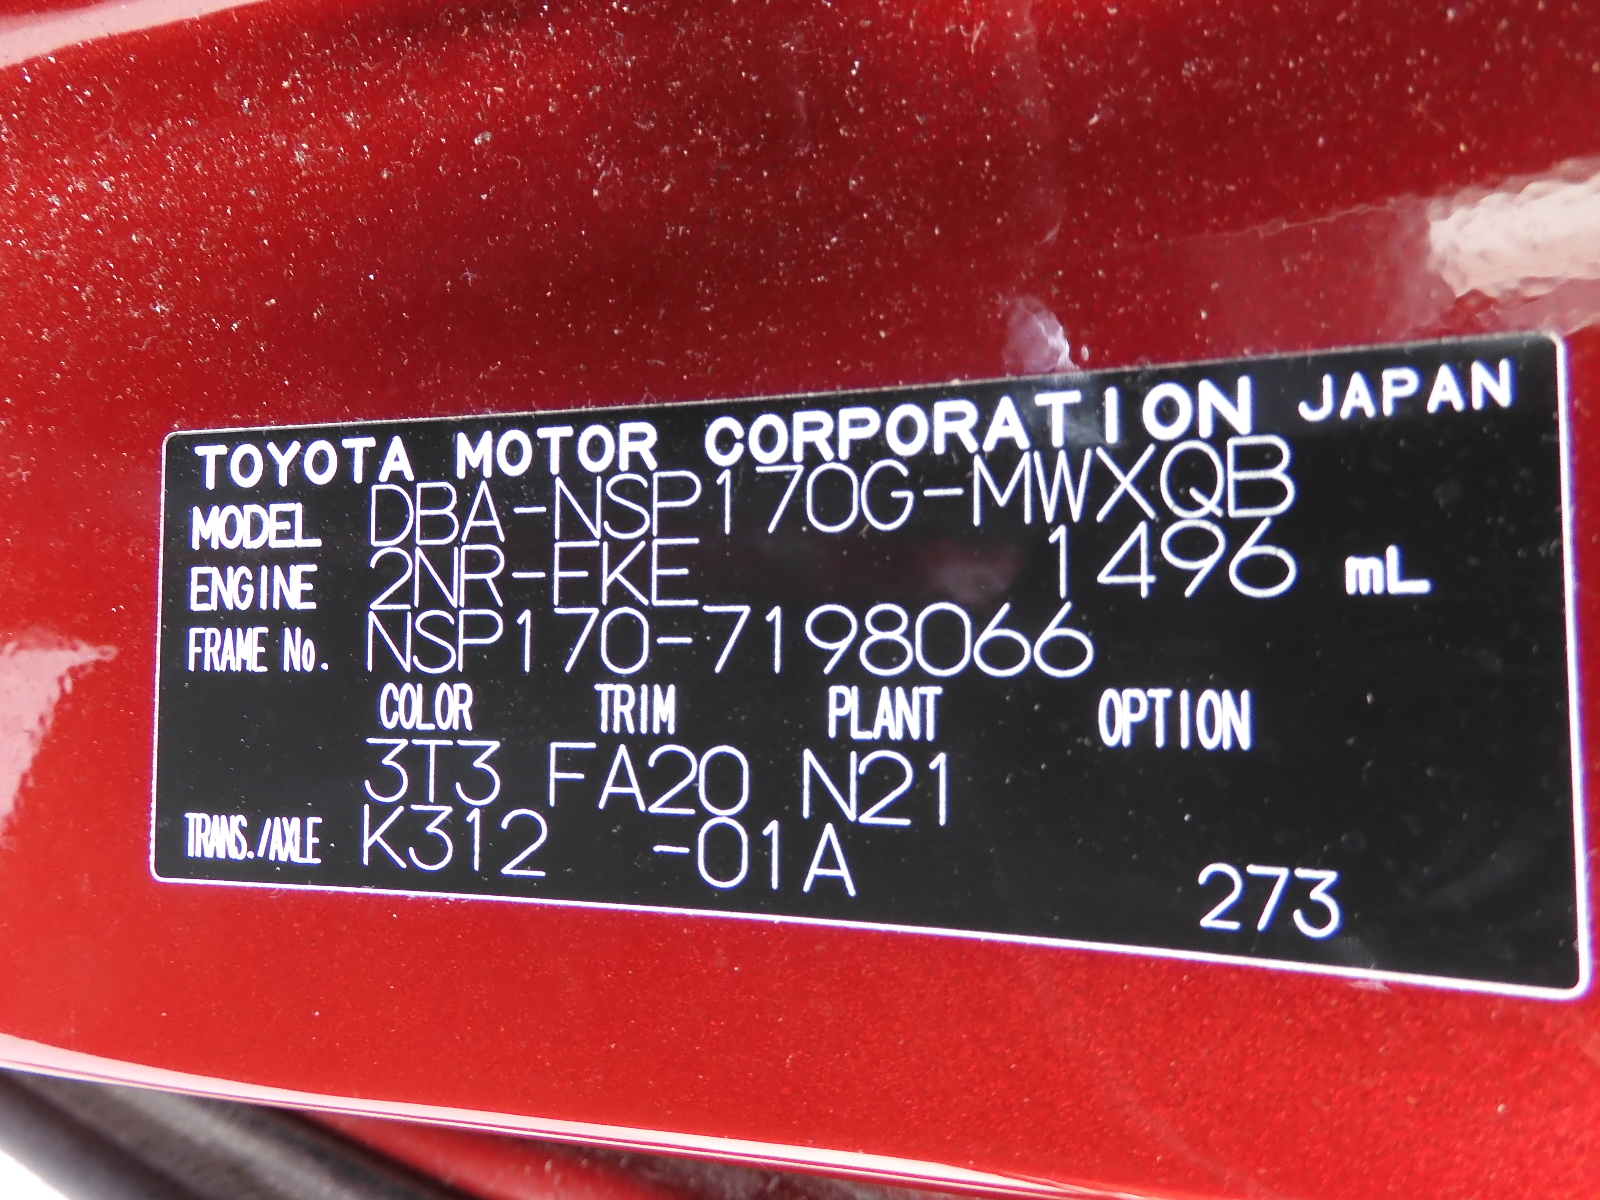 TOYOTA MOTOR CORPORATION JAPAN
MODEL DBA-NSP170G-MWXQB
ENGINE 2NR-FKE 1496 mL
FRAME No. NSP170-7198066
COLOR TRIM PLANT OPTION
3T3 FA20 N21
TRANS./AXLE K312 -01A
273